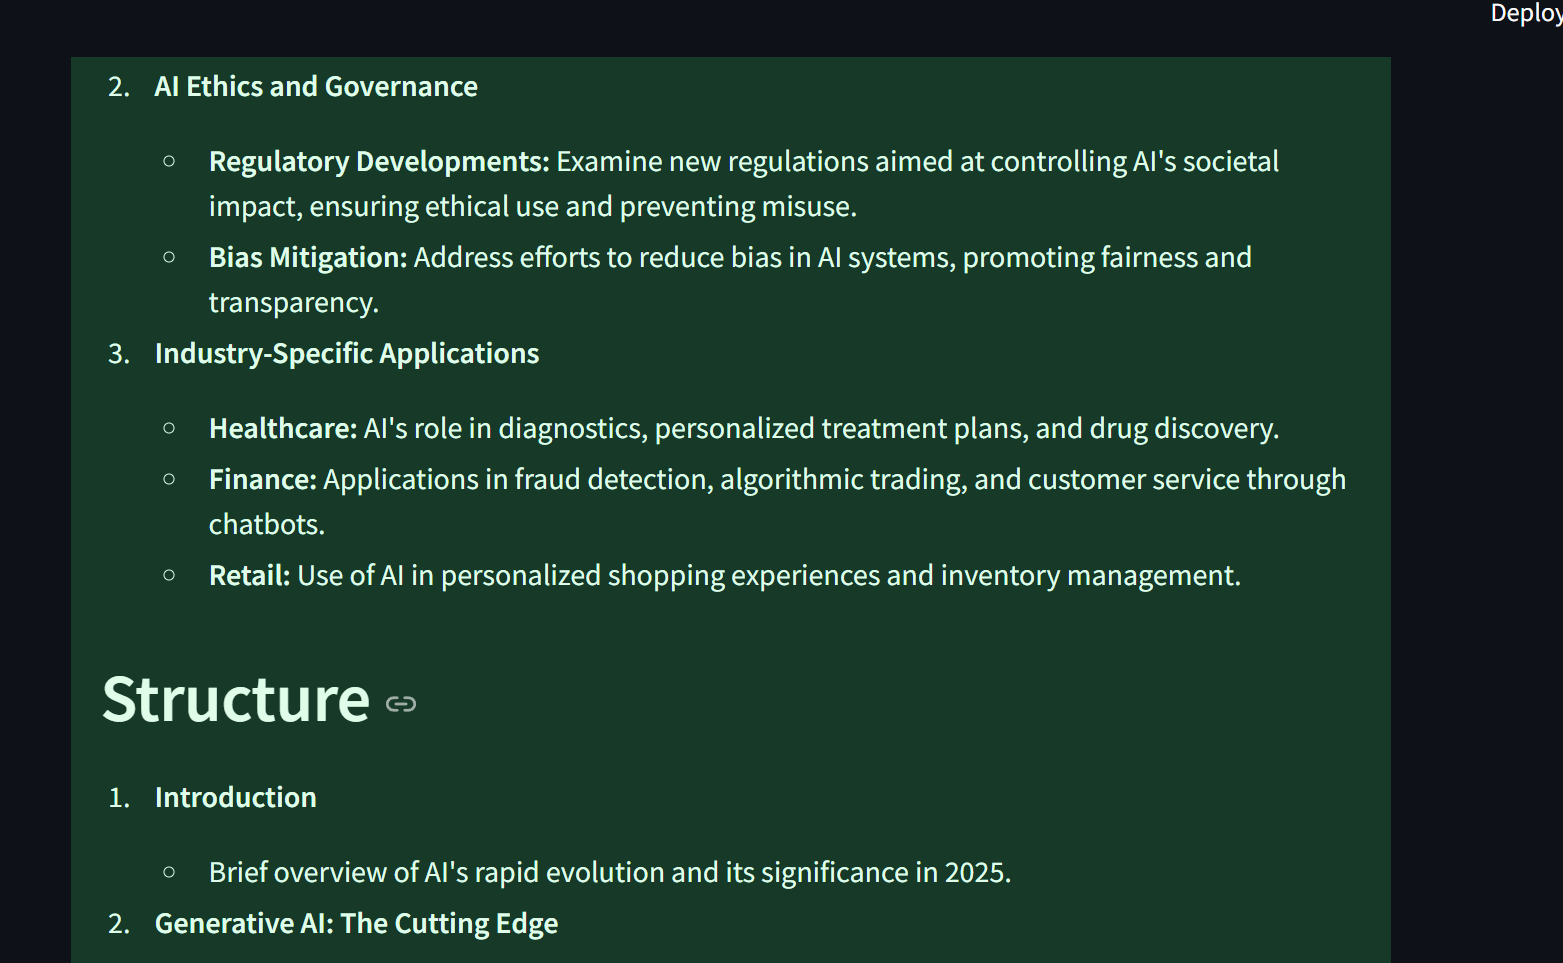 Deploy
2. AI Ethics and Governance
○ Regulatory Developments: Examine new regulations aimed at controlling AI's societal
impact, ensuring ethical use and preventing misuse.
○ Bias Mitigation: Address efforts to reduce bias in AI systems, promoting fairness and
transparency.
3. Industry-Specific Applications
○ Healthcare: AI's role in diagnostics, personalized treatment plans, and drug discovery.
○ Finance: Applications in fraud detection, algorithmic trading, and customer service through
chatbots.
○ Retail: Use of AI in personalized shopping experiences and inventory management.
Structure
1. Introduction
○ Brief overview of AI's rapid evolution and its significance in 2025.
2. Generative AI: The Cutting Edge